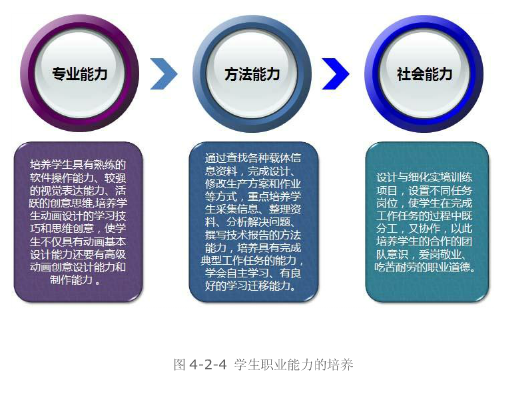 专业能力
方法能力
社会能力
培养学生具有熟练的
软件操作能力、较强
的视觉表达能力、活
跃的创意思维,培养学
生动画设计的学习技
巧和思维创意，使学
生不仅具有动画基本
设计能力还要有高级
动画创意设计能力和
制作能力 。
通过查找各种载体信
息资料，完成设计、
修改生产方案和作业
等方式，重点培养学
生采集信息、整理资
料、分析解决问题、
撰写技术报告的方法
能力，培养具有完成
典型工作任务的能力，
学会自主学习、有良
好的学习迁移能力。
设计与细化实境训练
项目，设置不同任务
岗位，使学生在完成
工作任务的过程中既
分工，又协作，以此
培养学生的合作的团
队意识，爱岗敬业、
吃苦耐劳的职业道德。
图 4-2-4 学生职业能力的培养